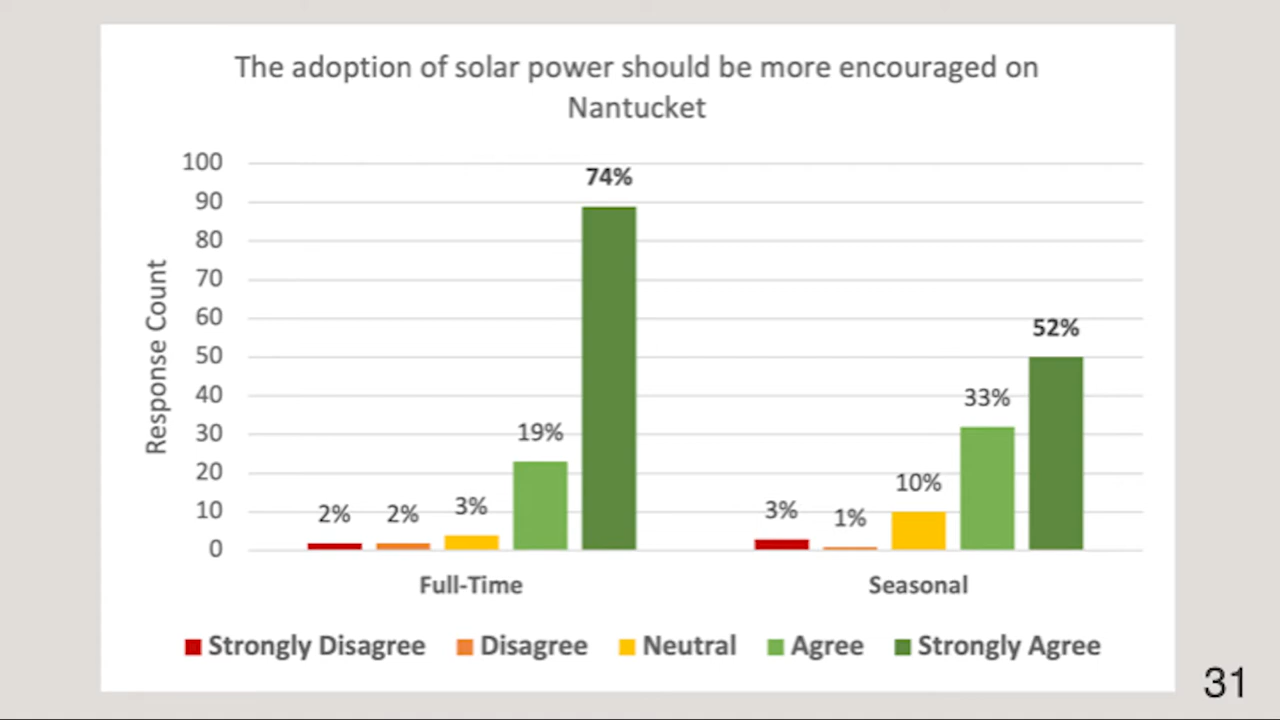 The adoption of solar power should be more encouraged on
Nantucket
Response Count
100
90
80
70
60
50
40
30
20
10
0
2%
2%
3%
19%
74%
3%
1%
10%
33%
52%
Full-Time
Seasonal
Strongly Disagree
Disagree
Neutral
Agree
Strongly Agree
31